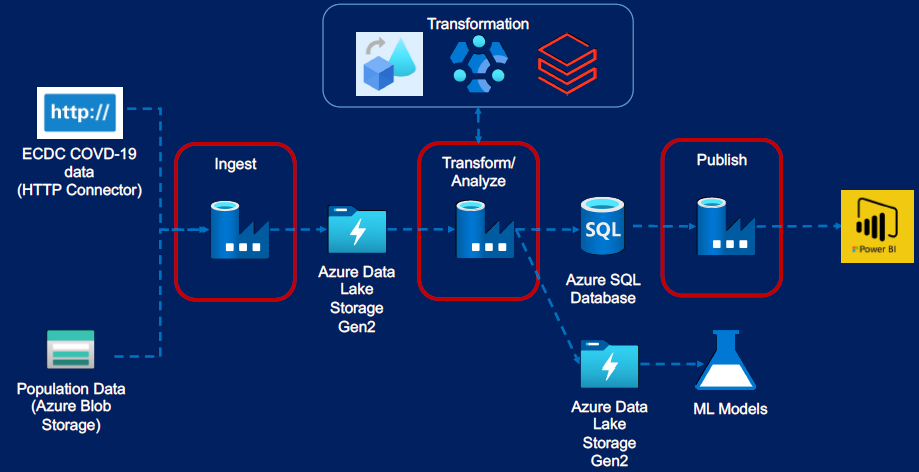 Transformation
http://
ECDC COVD-19
data
(HTTP Connector)
Ingest
Transform/
Analyze
Publish
SQL
Power BI
Azure Data
Lake
Storage
Gen2
Azure SQL
Database
Population Data
(Azure Blob
Storage)
Azure Data
Lake
Storage
Gen2
ML Models